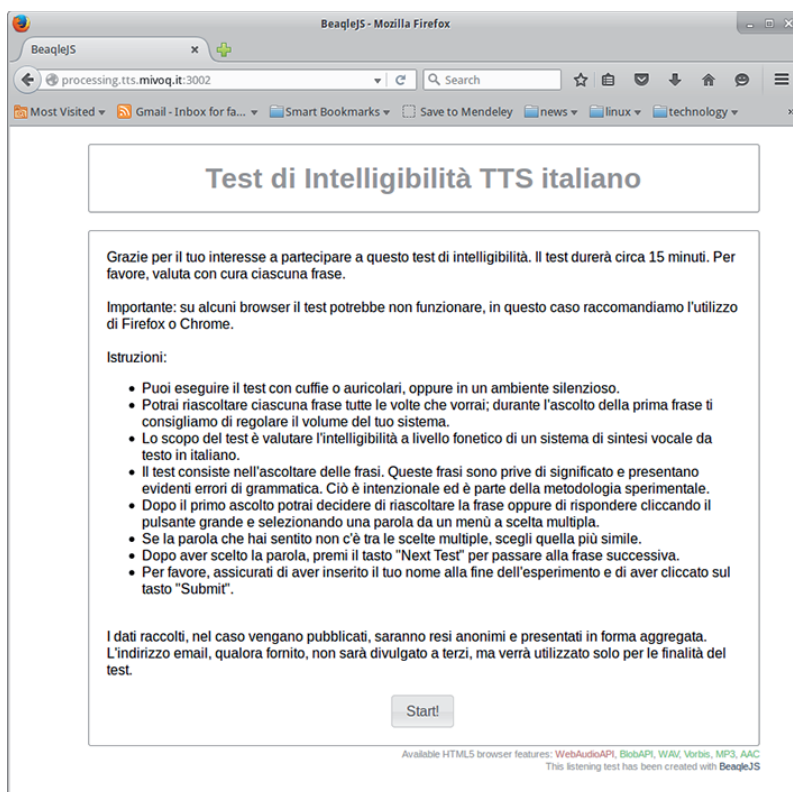 BeaqleJS - Mozilla Firefox
BeaqleJS
processing.tts.mivoq.it:3002
Search
Most Visited
Gmail - Inbox for fa...
Smart Bookmarks
Save to Mendeley
news
linux
technology
Test di Intelligibilità TTS italiano
Grazie per il tuo interesse a partecipare a questo test di intelligibilità. Il test durerà circa 15 minuti. Per
favore, valuta con cura ciascuna frase.
Importante: su alcuni browser il test potrebbe non funzionare, in questo caso raccomandiamo l'utilizzo
di Firefox o Chrome.
Istruzioni:
• Puoi eseguire il test con cuffie o auricolari, oppure in un ambiente silenzioso.
• Potrai riascoltare ciascuna frase tutte le volte che vorrai; durante l'ascolto della prima frase ti
consigliamo di regolare il volume del tuo sistema.
• Lo scopo del test è valutare l'intelligibilità a livello fonetico di un sistema di sintesi vocale da
testo in italiano.
• Il test consiste nell'ascoltare delle frasi. Queste frasi sono prive di significato e presentano
evidenti errori di grammatica. Ciò è intenzionale ed è parte della metodologia sperimentale.
• Dopo il primo ascolto potrai decidere di riascoltare la frase oppure di rispondere cliccando il
pulsante grande e selezionando una parola da un menù a scelta multipla.
• Se la parola che hai sentito non c'è tra le scelte multiple, scegli quella più simile.
• Dopo aver scelto la parola, premi il tasto "Next Test" per passare alla frase successiva.
• Per favore, assicurati di aver inserito il tuo nome alla fine dell'esperimento e di aver cliccato sul
tasto "Submit".
I dati raccolti, nel caso vengano pubblicati, saranno resi anonimi e presentati in forma aggregata.
L'indirizzo email, qualora fornito, non sarà divulgato a terzi, ma verrà utilizzato solo per le finalità del
test.
Start!
Available HTML5 browser features: WebAudioAPI, BlobAPI, WAV, Vorbis, MP3, AAC
This listening test has been created with BeaqleJS